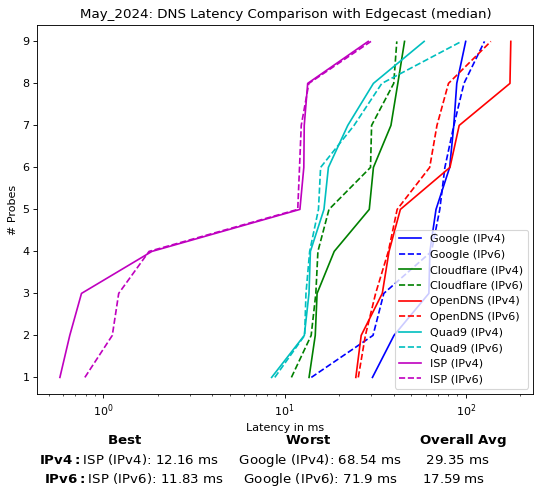 May_2024: DNS Latency Comparison with Edgecast (median)
9
8
7
6
5
4
3
2
1
# Probes
Google (IPv4)
Google (IPv6)
Cloudflare (IPv4)
Cloudflare (IPv6)
OpenDNS (IPv4)
OpenDNS (IPv6)
Quad9 (IPv4)
Quad9 (IPv6)
ISP (IPv4)
ISP (IPv6)
10⁰ 10¹ 10²
Latency in ms
Best Worst Overall Avg
IPv4: ISP (IPv4): 12.16 ms Google (IPv4): 68.54 ms 29.35 ms
IPv6: ISP (IPv6): 11.83 ms Google (IPv6): 71.9 ms 17.59 ms